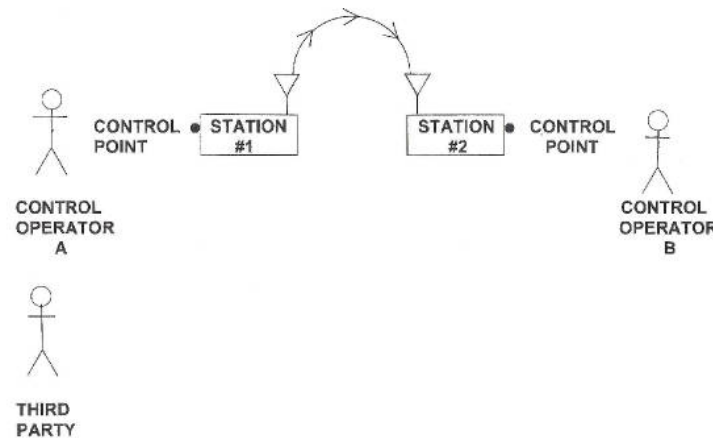 CONTROL
POINT
STATION
#1
STATION
#2
CONTROL
POINT
CONTROL
OPERATOR
A
CONTROL
OPERATOR
B
THIRD
PARTY